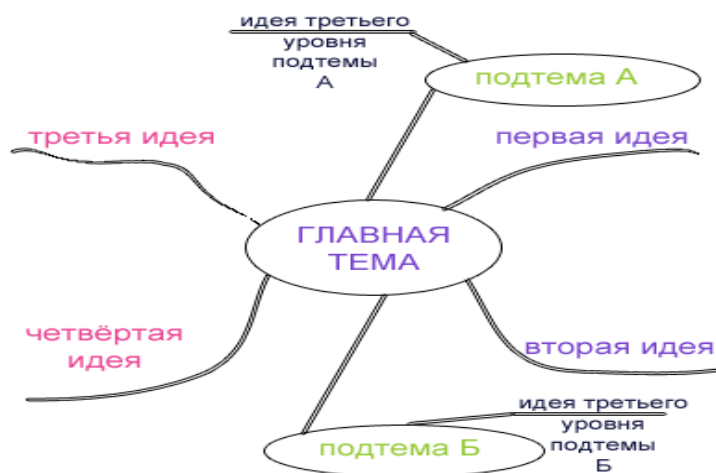 идея третьего
уровня
подтемы
А
подтема А
третья идея
первая идея
ГЛАВНАЯ
ТЕМА
четвёртая
идея
вторая идея
идея третьего
уровня
подтемы
Б
подтема Б